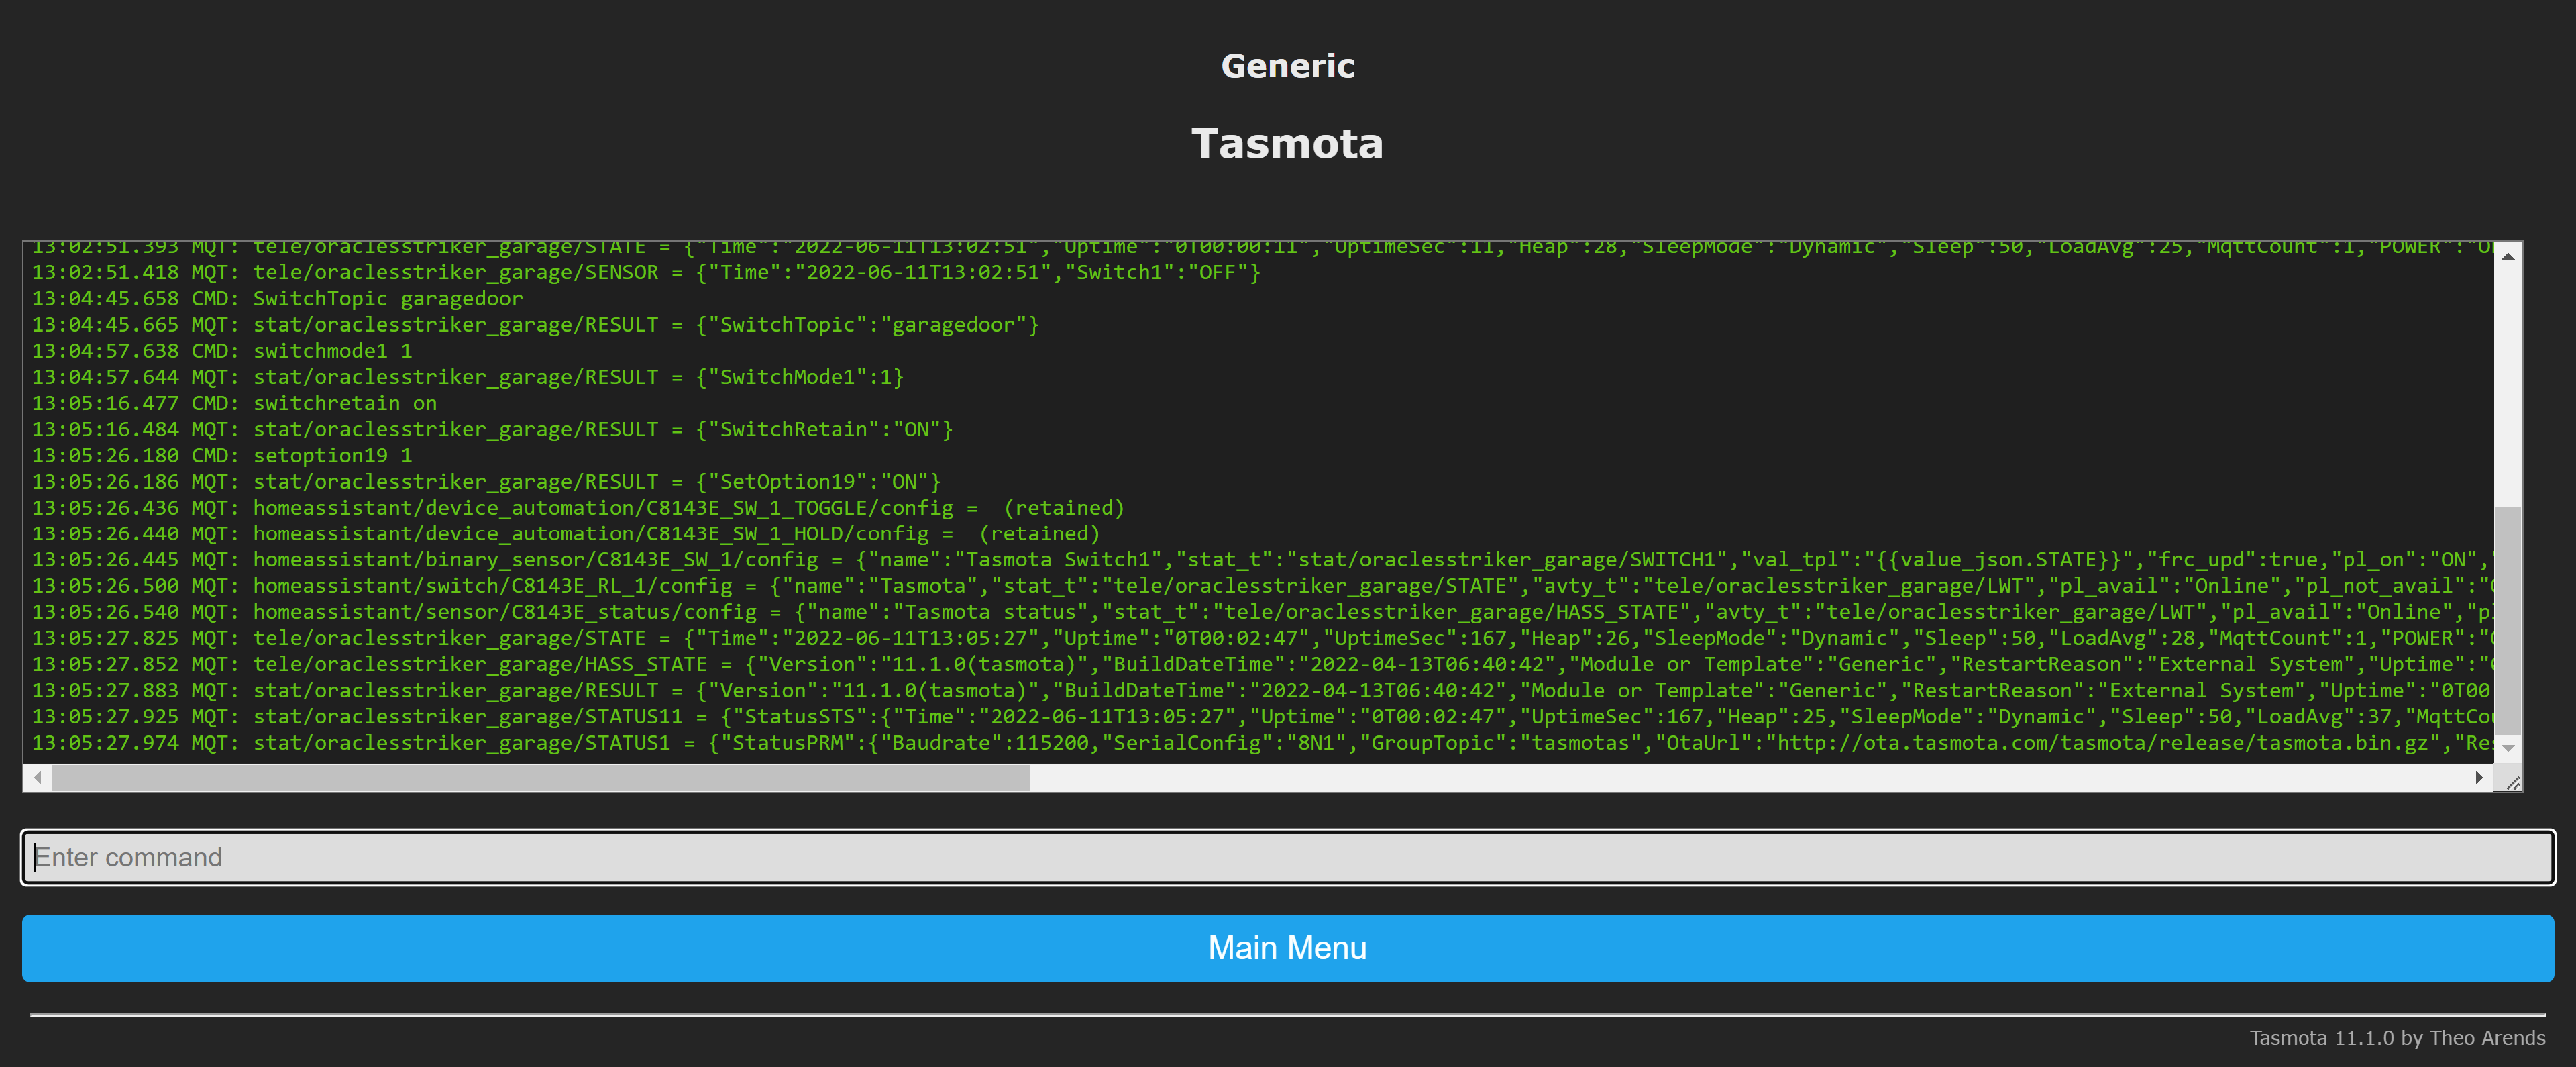 Generic
Tasmota
13:02:51.393 MQT: tele/oraclesstriker_garage/STATE = {"Time":"2022-06-11T13:02:51","Uptime":"0T00:00:11","UptimeSec":11,"Heap":28,"SleepMode":"Dynamic","Sleep":50,"LoadAvg":25,"MqttCount":1,"POWER":"O
13:02:51.418 MQT: tele/oraclesstriker_garage/SENSOR = {"Time":"2022-06-11T13:02:51","Switch1":"OFF"}
13:04:45.658 CMD: SwitchTopic garagedoor
13:04:45.665 MQT: stat/oraclesstriker_garage/RESULT = {"SwitchTopic":"garagedoor"}
13:04:57.638 CMD: switchmode1 1
13:04:57.644 MQT: stat/oraclesstriker_garage/RESULT = {"SwitchMode1":1}
13:05:16.477 CMD: switchretain on
13:05:16.484 MQT: stat/oraclesstriker_garage/RESULT = {"SwitchRetain":"ON"}
13:05:26.180 CMD: setoption19 1
13:05:26.186 MQT: stat/oraclesstriker_garage/RESULT = {"SetOption19":"ON"}
13:05:26.436 MQT: homeassistant/device_automation/C8143E_SW_1_TOGGLE/config =  (retained)
13:05:26.440 MQT: homeassistant/device_automation/C8143E_SW_1_HOLD/config =  (retained)
13:05:26.445 MQT: homeassistant/binary_sensor/C8143E_SW_1/config = {"name":"Tasmota Switch1","stat_t":"stat/oraclesstriker_garage/SWITCH1","val_tpl":"{{value_json.STATE}}","frc_upd":true,"pl_on":"ON",
13:05:26.500 MQT: homeassistant/switch/C8143E_RL_1/config = {"name":"Tasmota","stat_t":"tele/oraclesstriker_garage/STATE","avty_t":"tele/oraclesstriker_garage/LWT","pl_avail":"Online","pl_not_avail":"
13:05:26.540 MQT: homeassistant/sensor/C8143E_status/config = {"name":"Tasmota status","stat_t":"tele/oraclesstriker_garage/HASS_STATE","avty_t":"tele/oraclesstriker_garage/LWT","pl_avail":"Online","pl
13:05:27.825 MQT: tele/oraclesstriker_garage/STATE = {"Time":"2022-06-11T13:05:27","Uptime":"0T00:02:47","UptimeSec":167,"Heap":26,"SleepMode":"Dynamic","Sleep":50,"LoadAvg":28,"MqttCount":1,"POWER":"
13:05:27.852 MQT: tele/oraclesstriker_garage/HASS_STATE = {"Version":"11.1.0(tasmota)","BuildDateTime":"2022-04-13T06:40:42","Module or Template":"Generic","RestartReason":"External System","Uptime":"
13:05:27.883 MQT: stat/oraclesstriker_garage/RESULT = {"Version":"11.1.0(tasmota)","BuildDateTime":"2022-04-13T06:40:42","Module or Template":"Generic","RestartReason":"External System","Uptime":"0T00
13:05:27.925 MQT: stat/oraclesstriker_garage/STATUS11 = {"StatusSTS":{"Time":"2022-06-11T13:05:27","Uptime":"0T00:02:47","UptimeSec":167,"Heap":25,"SleepMode":"Dynamic","Sleep":50,"LoadAvg":37,"MqttCou
13:05:27.974 MQT: stat/oraclesstriker_garage/STATUS1 = {"StatusPRM":{"Baudrate":115200,"SerialConfig":"8N1","GroupTopic":"tasmotas","OtaUrl":"http://ota.tasmota.com/tasmota/release/tasmota.bin.gz","Res
Enter command
Main Menu
Tasmota 11.1.0 by Theo Arends